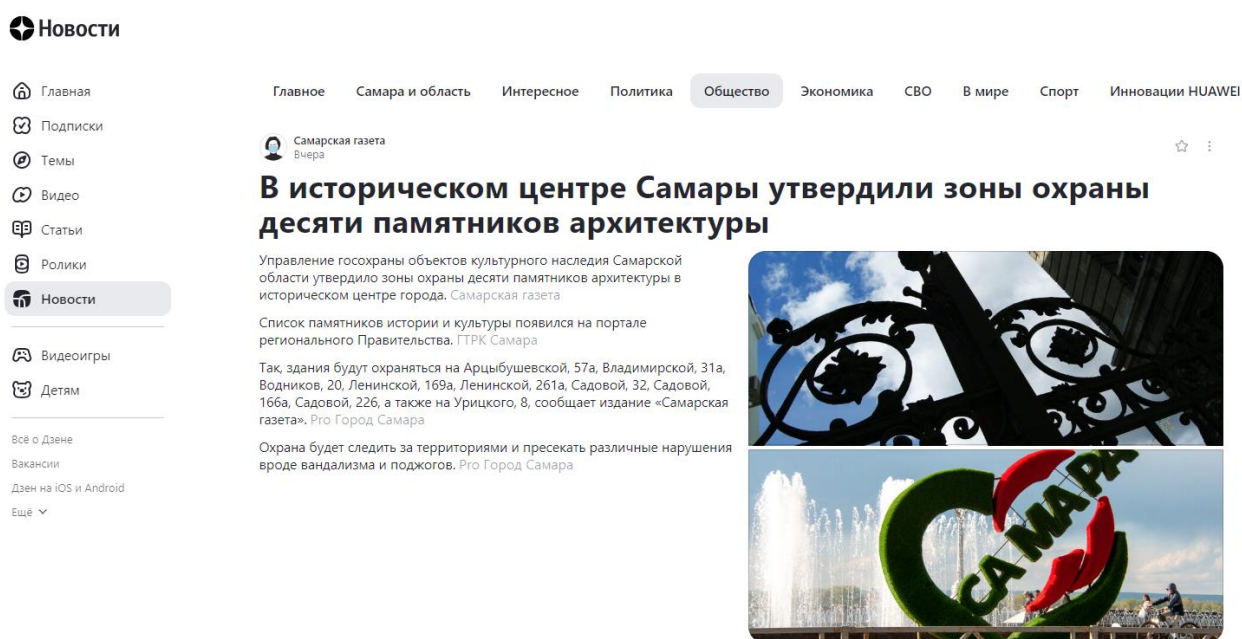 Новости
Главная
Подписки
Темы
Видео
Статьи
Ролики
Новости
Видеоигры
Детям
Всё о Дзене
Вакансии
Дзен на iOS и Android
Ещё
Главное Самара и область Интересное Политика Общество Экономика СВО В мире Спорт Инновации HUAWEI
Самарская газета
Вчера
В историческом центре Самары утвердили зоны охраны
десяти памятников архитектуры
Управление госохраны объектов культурного наследия Самарской
области утвердило зоны охраны десяти памятников архитектуры в
историческом центре города. Самарская газета
Список памятников истории и культуры появился на портале
регионального Правительства. ГТРК Самара
Так, здания будут охраняться на Арцыбушевской, 57а, Владимирской, 31а,
Водников, 20, Ленинской, 169а, Ленинской, 261а, Садовой, 32, Садовой,
166а, Садовой, 226, а также на Урицкого, 8, сообщает издание «Самарская
газета». Pro Город Самара
Охрана будет следить за территориями и пресекать различные нарушения
вроде вандализма и поджогов. Pro Город Самара
САМАРА